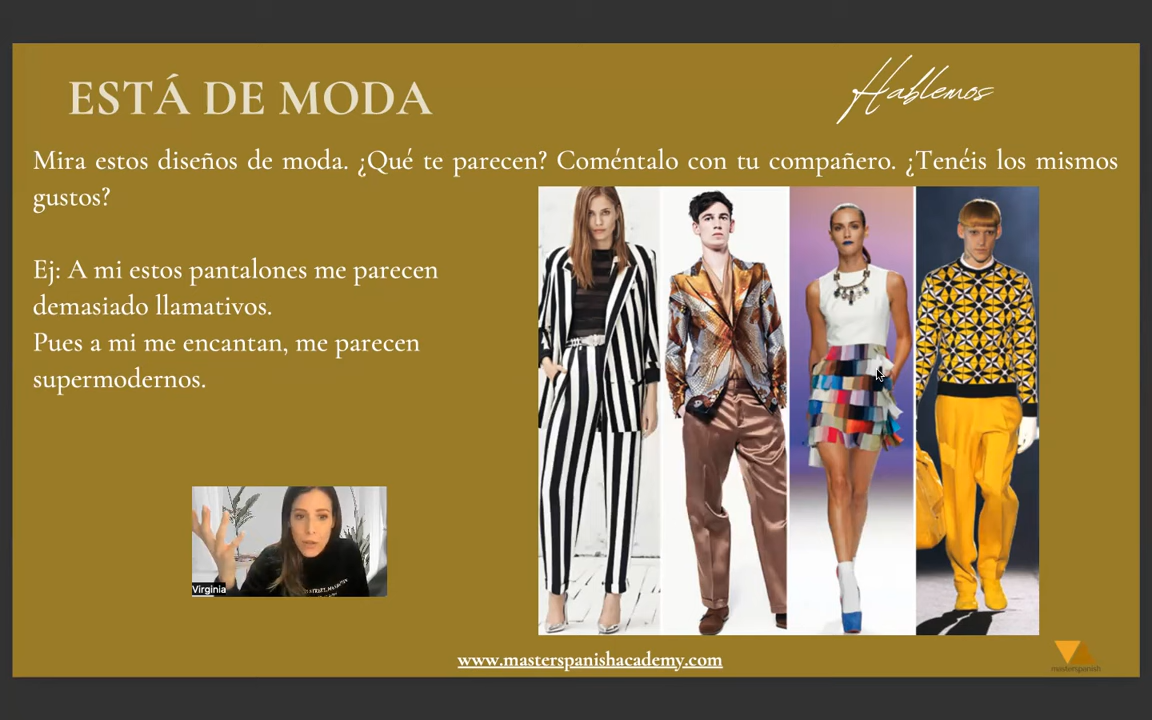 ESTÁ DE MODA
Hablemos
Mira estos diseños de moda. ¿Qué te parecen? Coméntalo con tu compañero. ¿Tenéis los mismos
gustos?
Ej: A mi estos pantalones me parecen
demasiado llamativos.
Pues a mi me encantan, me parecen
supermodernos.
Virginia
www.masterspanishacademy.com
masterspanish